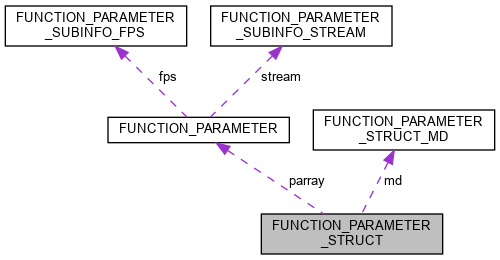 FUNCTION_PARAMETER
_SUBINFO_FPS
FUNCTION_PARAMETER
_SUBINFO_STREAM
fps
stream
FUNCTION_PARAMETER
FUNCTION_PARAMETER
_STRUCT_MD
parray
md
FUNCTION_PARAMETER
_STRUCT